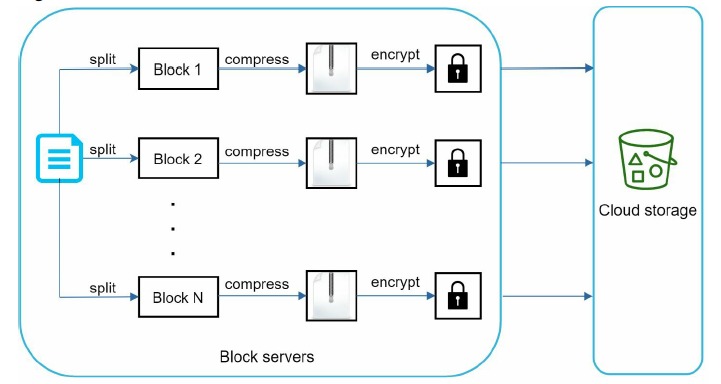 split
Block 1
compress
encrypt
split
Block 2
compress
encrypt
Cloud storage
.
.
.
split
Block N
compress
encrypt
Block servers